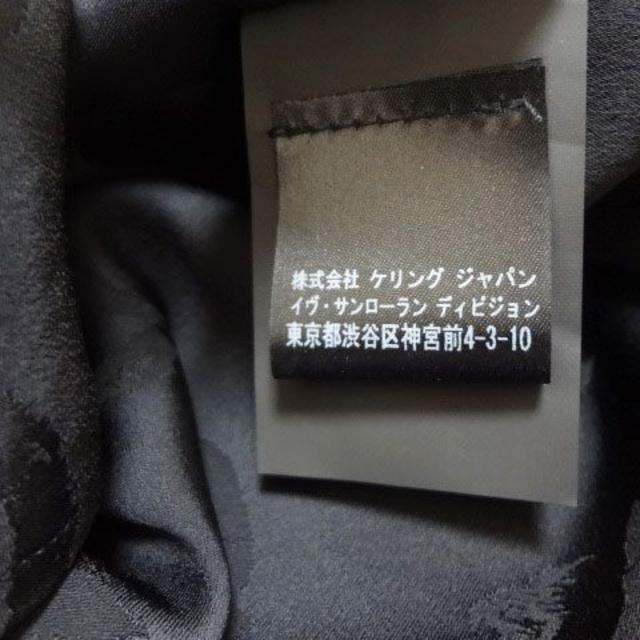 株式会社 ケリング ジャパン
イヴ・サンローラン ディビジョン
東京都渋谷区神宮前4-3-10